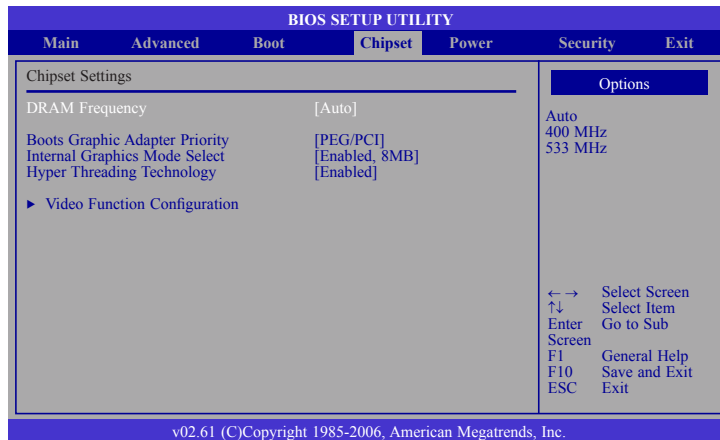 BIOS SETUP UTILITY
Main Advanced Boot Chipset Power Security Exit
Chipset Settings
DRAM Frequency [Auto]
Boots Graphic Adapter Priority [PEG/PCI]
Internal Graphics Mode Select [Enabled, 8MB]
Hyper Threading Technology [Enabled]
► Video Function Configuration
Options
Auto
400 MHz
533 MHz
←→ Select Screen
↑↓ Select Item
Enter Go to Sub
Screen
F1 General Help
F10 Save and Exit
ESC Exit
v02.61 (C)Copyright 1985-2006, American Megatrends, Inc.